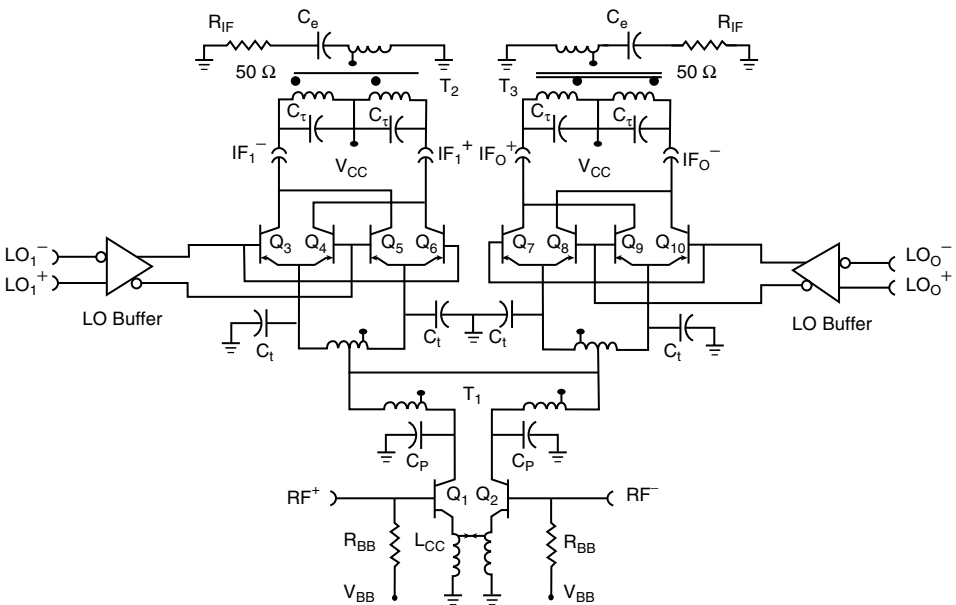 R_IF C_e C_e R_IF
50 Ω T_2 T_3 50 Ω
C_τ C_τ C_τ C_τ
IF_1^- V_CC IF_1^+ IF_O^+ V_CC IF_O^-
Q_3 Q_4 Q_5 Q_6 Q_7 Q_8 Q_9 Q_10
LO_1^- LO_O^-
LO_1^+ LO_O^+
LO Buffer LO Buffer
C_t C_t C_t C_t
T_1
C_P C_P
RF^+ Q_1 Q_2 RF^-
R_BB L_CC R_BB
V_BB V_BB